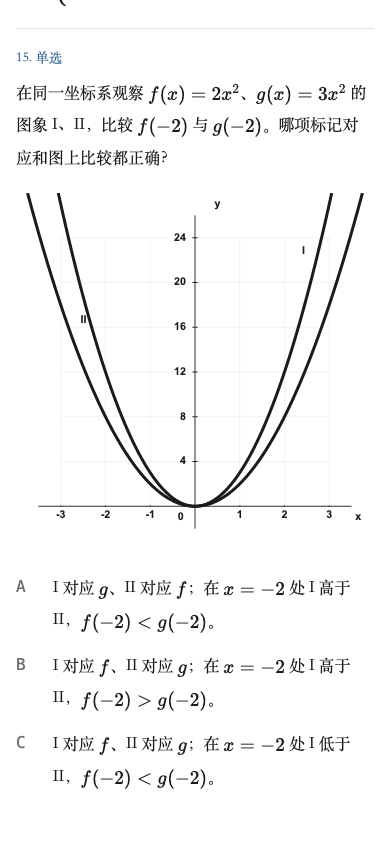 15. 单选
在同一坐标系观察 f(x) = 2x²、g(x) = 3x² 的
图象 I、II，比较 f(−2) 与 g(−2)。哪项标记对
应和图上比较都正确？
y
24
I
20
II
16
12
8
4
-3 -2 -1 0 1 2 3 x
A I 对应 g、II 对应 f；在 x = −2 处 I 高于
II，f(−2) < g(−2)。
B I 对应 f、II 对应 g；在 x = −2 处 I 高于
II，f(−2) > g(−2)。
C I 对应 f、II 对应 g；在 x = −2 处 I 低于
II，f(−2) < g(−2)。